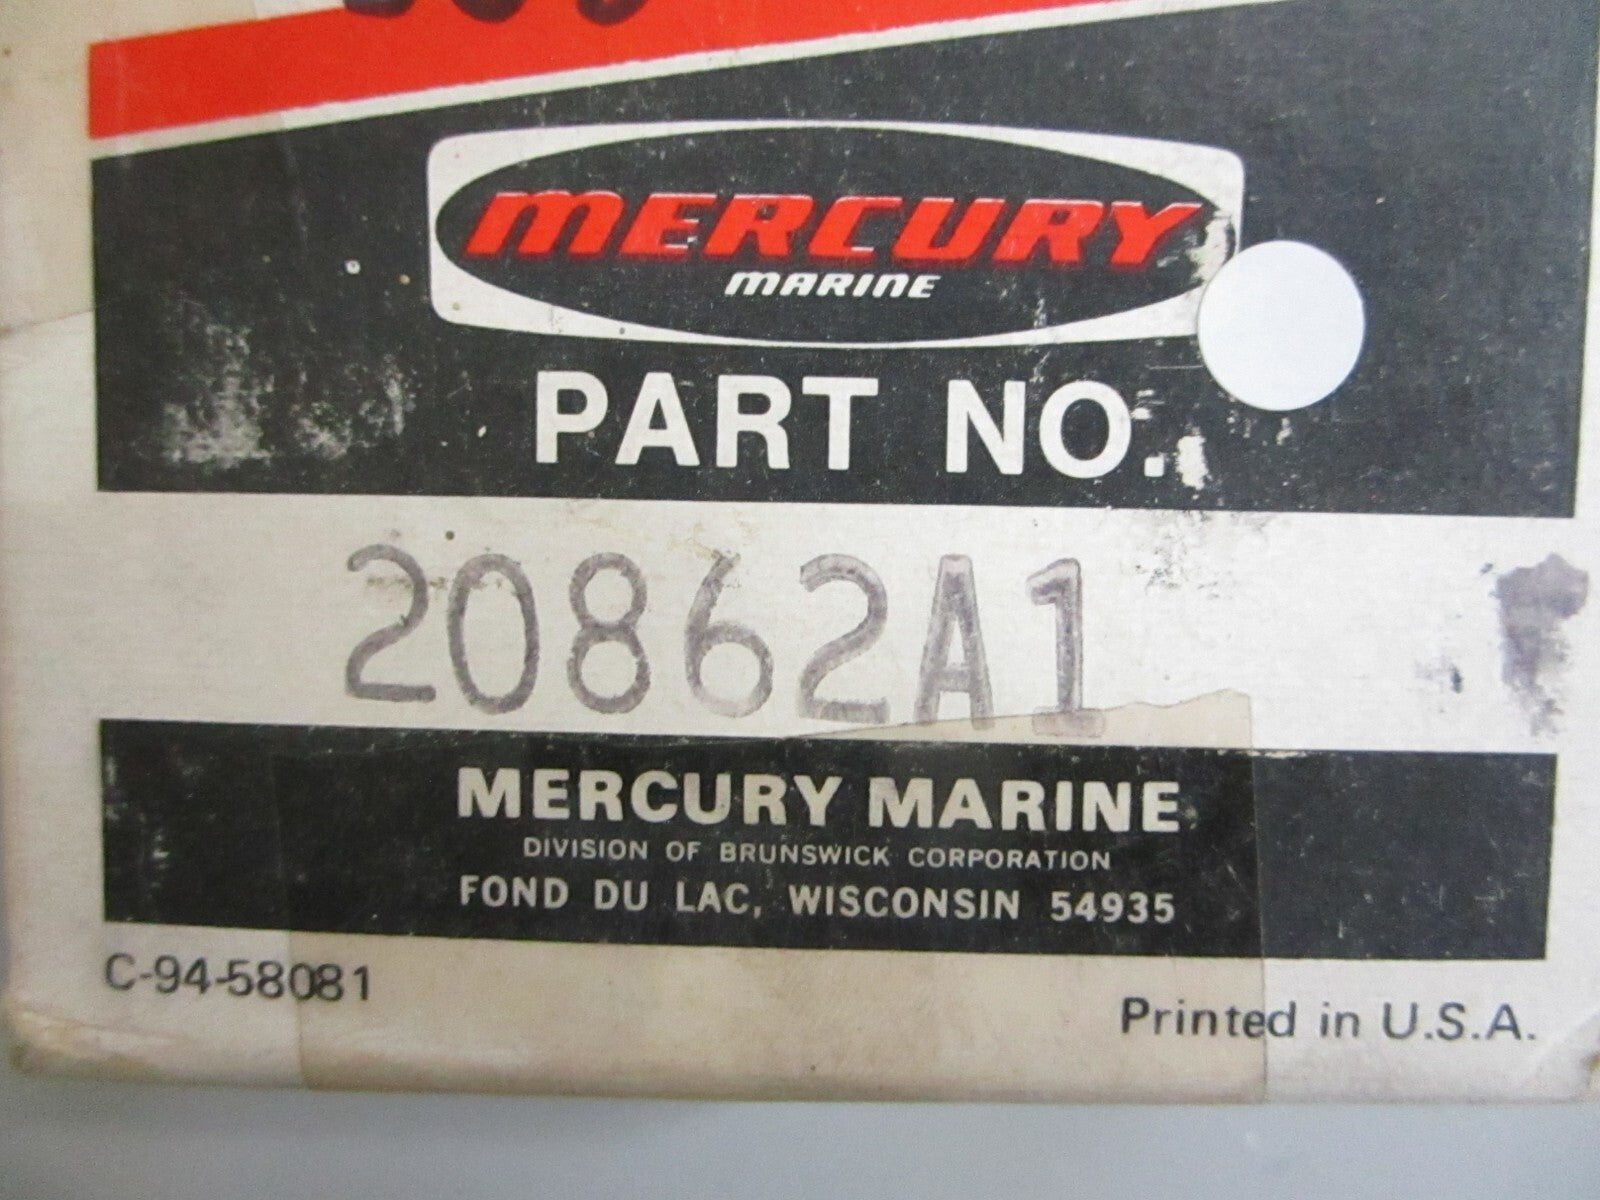 MERCURY
MARINE
PART NO.
20862A1
MERCURY MARINE
DIVISION OF BRUNSWICK CORPORATION
FOND DU LAC, WISCONSIN 54935
C-94-58081
Printed in U.S.A.